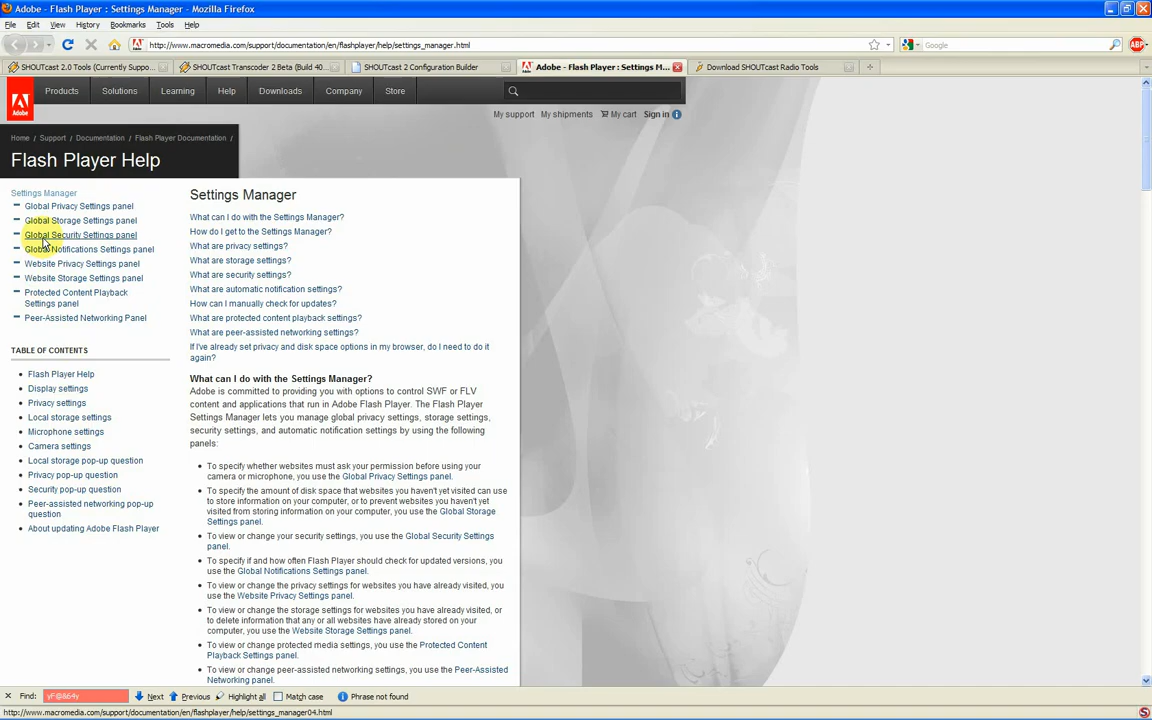 Adobe - Flash Player : Settings Manager - Mozilla Firefox
File Edit View History Bookmarks Tools Help
http://www.macromedia.com/support/documentation/en/flashplayer/help/settings_manager.html
Google
ABP
SHOUTcast 2.0 Tools (Currently Suppo...
SHOUTcast Transcoder 2 Beta (Build 40...
SHOUTcast 2 Configuration Builder
Adobe - Flash Player : Settings M...
Download SHOUTcast Radio Tools
Products Solutions Learning Help Downloads Company Store
Adobe
My support My shipments My cart Sign in
Home / Support / Documentation / Flash Player Documentation /
Flash Player Help
Settings Manager
Global Privacy Settings panel
Global Storage Settings panel
Global Security Settings panel
Global Notifications Settings panel
Website Privacy Settings panel
Website Storage Settings panel
Protected Content Playback
Settings panel
Peer-Assisted Networking Panel
TABLE OF CONTENTS
Flash Player Help
Display settings
Privacy settings
Local storage settings
Microphone settings
Camera settings
Local storage pop-up question
Privacy pop-up question
Security pop-up question
Peer-assisted networking pop-up
question
About updating Adobe Flash Player
Settings Manager
What can I do with the Settings Manager?
How do I get to the Settings Manager?
What are privacy settings?
What are storage settings?
What are security settings?
What are automatic notification settings?
How can I manually check for updates?
What are protected content playback settings?
What are peer-assisted networking settings?
If I've already set privacy and disk space options in my browser, do I need to do it
again?
What can I do with the Settings Manager?
Adobe is committed to providing you with options to control SWF or FLV
content and applications that run in Adobe Flash Player. The Flash Player
Settings Manager lets you manage global privacy settings, storage settings,
security settings, and automatic notification settings by using the following
panels:
To specify whether websites must ask your permission before using your
camera or microphone, you use the Global Privacy Settings panel.
To specify the amount of disk space that websites you haven't yet visited can use
to store information on your computer, or to prevent websites you haven't yet
visited from storing information on your computer, you use the Global Storage
Settings panel.
To view or change your security settings, you use the Global Security Settings
panel.
To specify if and how often Flash Player should check for updated versions, you
use the Global Notifications Settings panel.
To view or change the privacy settings for websites you have already visited, you
use the Website Privacy Settings panel.
To view or change the storage settings for websites you have already visited, or
to delete information that any or all websites have already stored on your
computer, you use the Website Storage Settings panel.
To view or change protected media settings, you use the Protected Content
Playback Settings panel.
To view or change peer-assisted networking settings, you use the Peer-Assisted
Networking panel.
Find: yF@&64y Next Previous Highlight all Match case Phrase not found
http://www.macromedia.com/support/documentation/en/flashplayer/help/settings_manager04.html